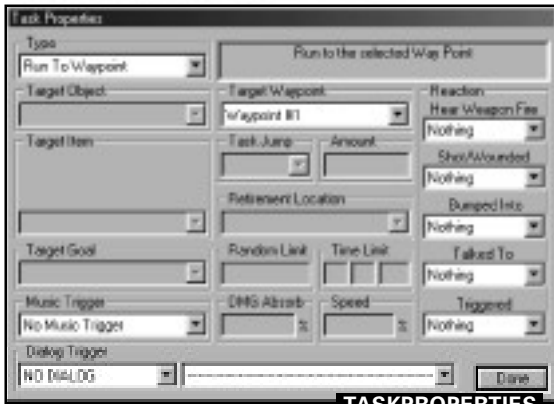 Task Properties
Type
Run To Waypoint
Run to the selected Way Point
Target Object
Target Waypoint
Waypoint #1
Reaction
Hear Weapon Fire
Nothing
Target Item
Task Jump
Amount
Shot/Wounded
Nothing
Retirement Location
Bumped Into
Nothing
Target Goal
Random Limit
Time Limit
Talked To
Nothing
Music Trigger
No Music Trigger
DMG Absorb
%
Speed
%
Triggered
Nothing
Dialog Trigger
NO DIALOG
Done
TASKPROPERTIES